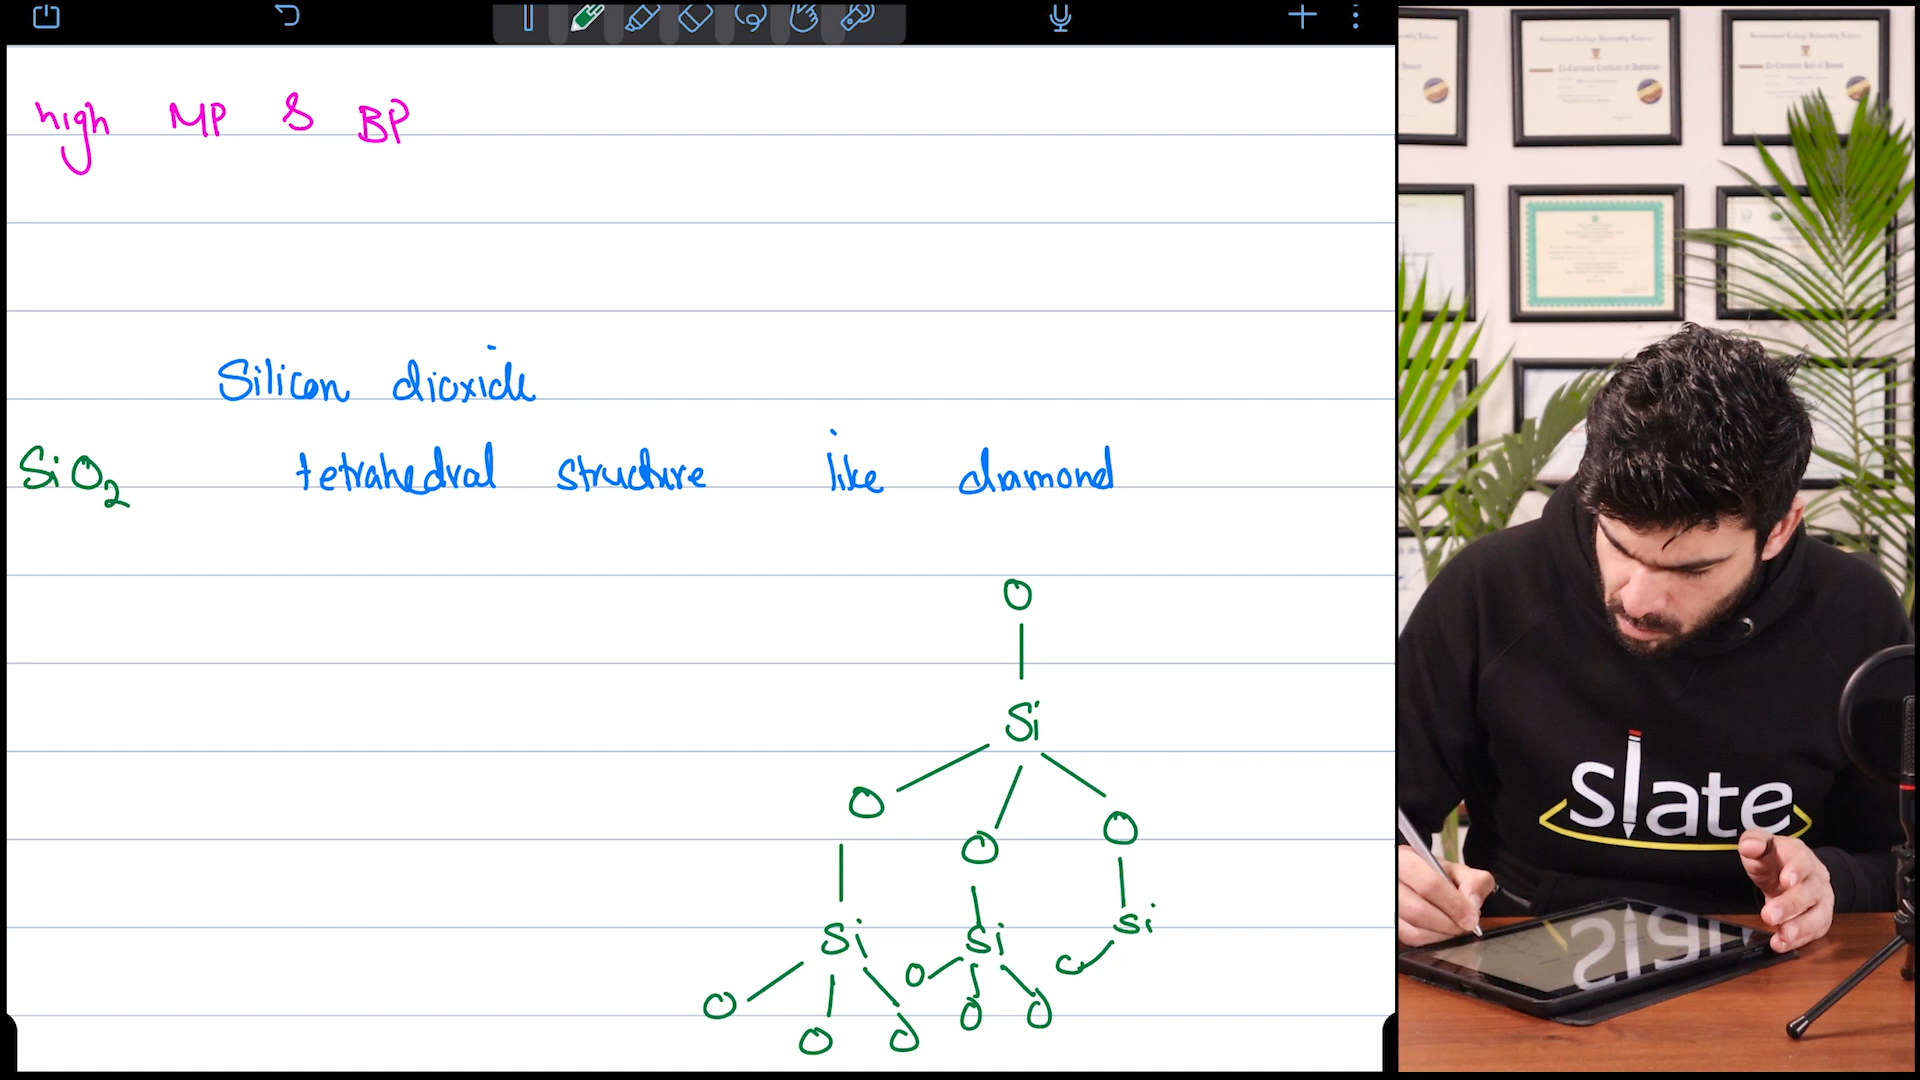 high MP & BP
Silicon dioxide
SiO2 tetrahedral structure like diamond
O
Si
O O O
Si Si Si
O O O O O O
slate